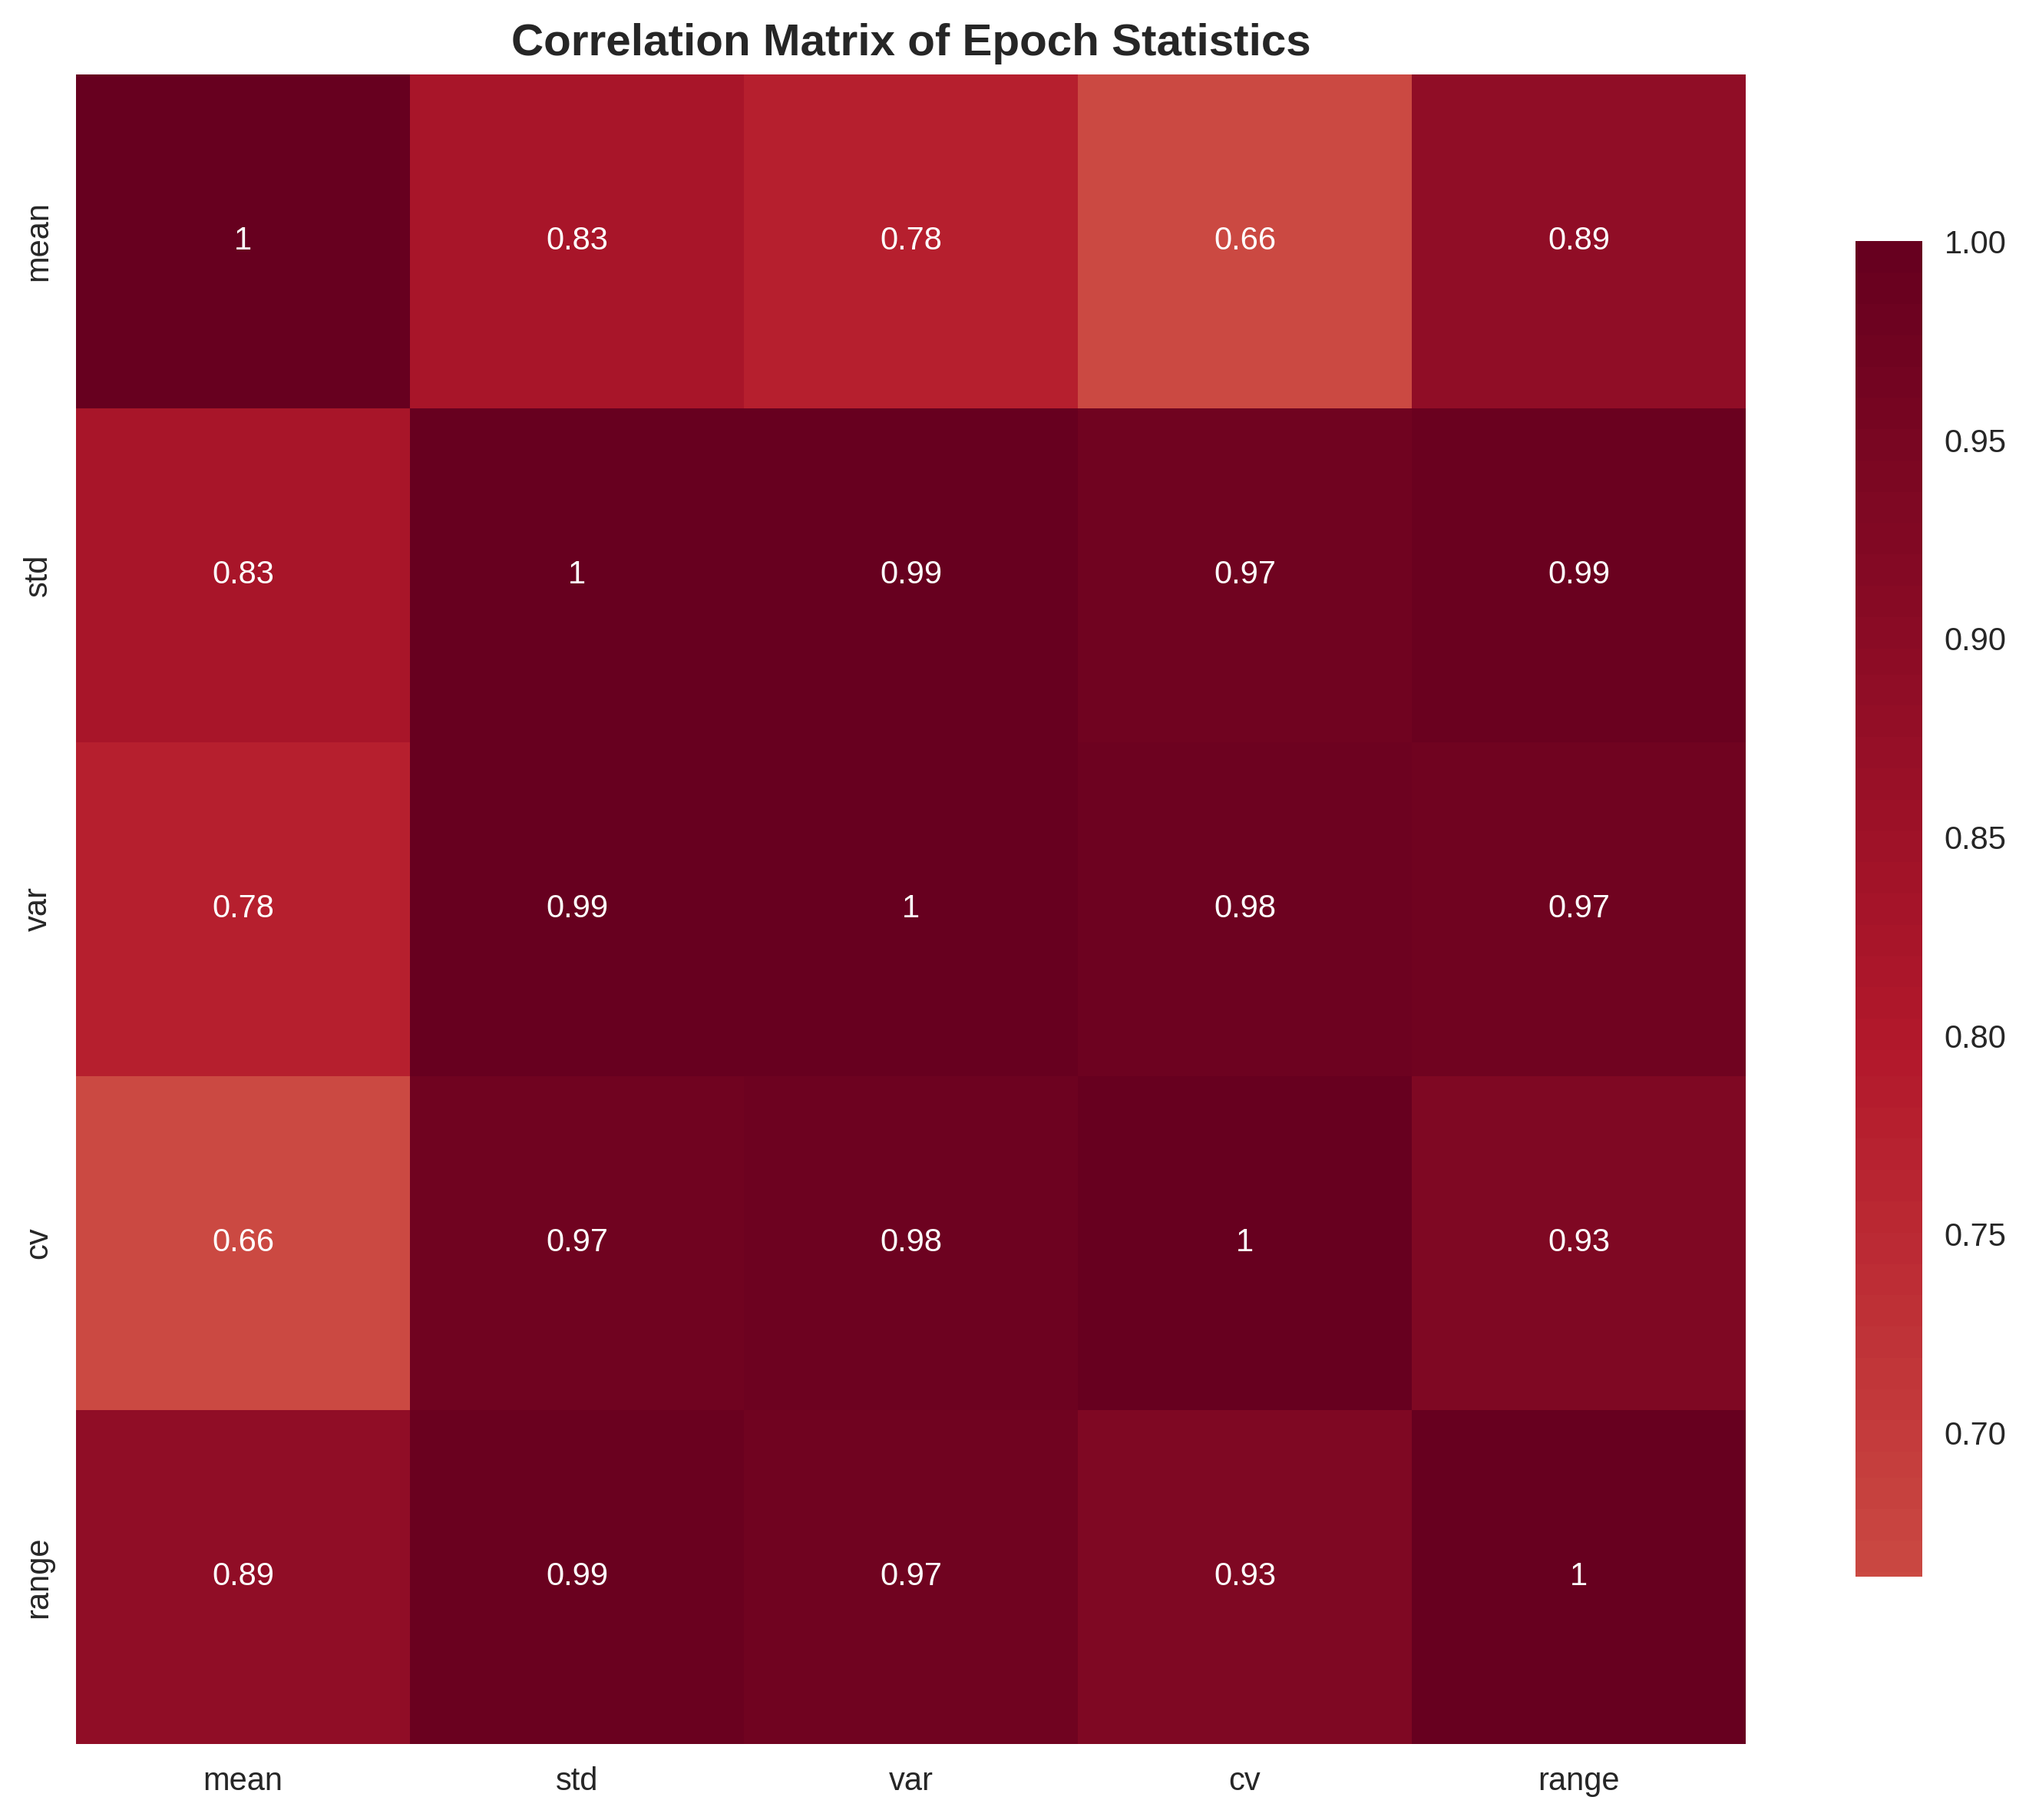 Correlation Matrix of Epoch Statistics
mean 1 0.83 0.78 0.66 0.89
std 0.83 1 0.99 0.97 0.99
var 0.78 0.99 1 0.98 0.97
cv 0.66 0.97 0.98 1 0.93
range 0.89 0.99 0.97 0.93 1
mean std var cv range
1.00
0.95
0.90
0.85
0.80
0.75
0.70